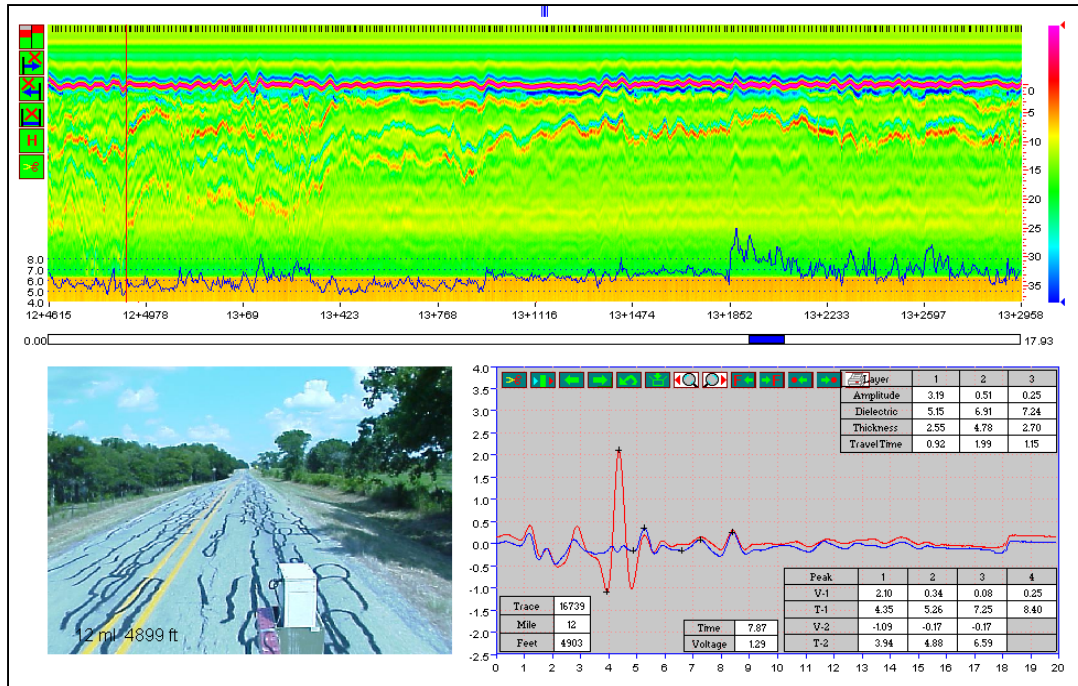 H
0
5
10
15
20
25
30
35
8.0
7.0
6.0
5.0
4.0
12+4615 12+4978 13+69 13+423 13+768 13+1116 13+1474 13+1852 13+2233 13+2597 13+2958
0.00 17.93
12 ml 4899 ft
4.0
3.5
3.0
2.5
2.0
1.5
1.0
0.5
0.0
-0.5
-1.0
-1.5
-2.0
-2.5
0 1 2 3 4 5 6 7 8 9 10 11 12 13 14 15 16 17 18 19 20
Layer 1 2 3
Amplitude 3.19 0.51 0.25
Dielectric 5.15 6.91 7.24
Thickness 2.55 4.78 2.70
Travel Time 0.92 1.99 1.15
Trace 16739
Mile 12
Feet 4903
Time 7.87
Voltage 1.29
Peak 1 2 3 4
V-1 2.10 0.34 0.08 0.25
T-1 4.35 5.26 7.25 8.40
V-2 -1.09 -0.17 -0.17
T-2 3.94 4.88 6.59